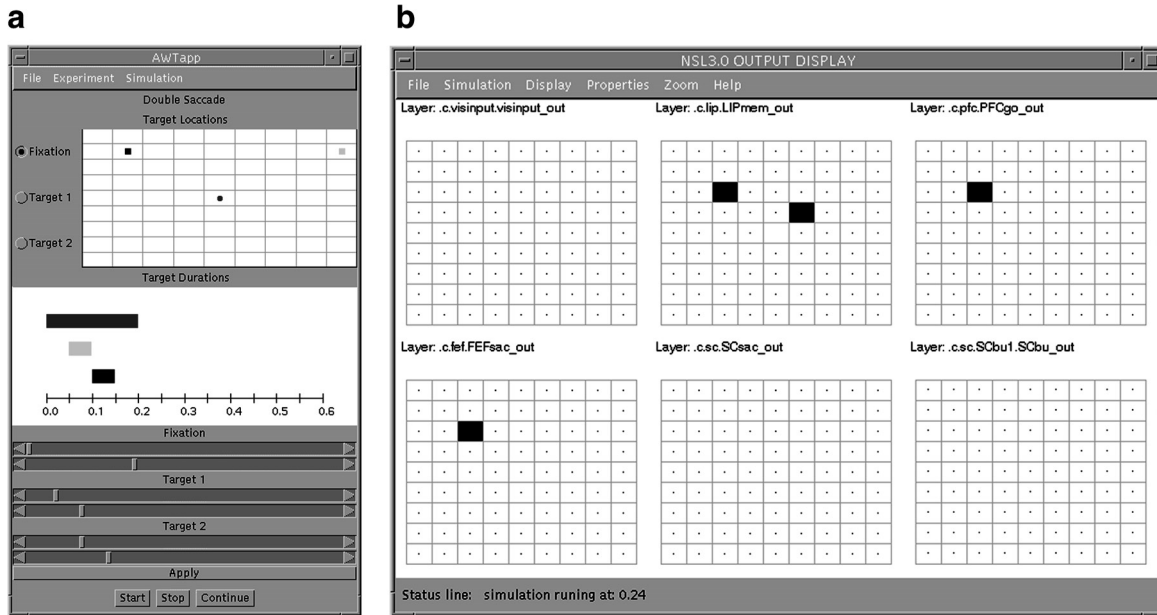 a
AWTapp
File Experiment Simulation
Double Saccade
Target Locations
Fixation
Target 1
Target 2
Target Durations
0.0 0.1 0.2 0.3 0.4 0.5 0.6
Fixation
Target 1
Target 2
Apply
Start Stop Continue
b
NSL3.0 OUTPUT DISPLAY
File Simulation Display Properties Zoom Help
Layer: .c.visinput.visinput_out Layer: .c.lip.LIPmem_out Layer: .c.pfc.PFCgo_out
Layer: .c.fef.FEFsac_out Layer: .c.sc.SCsac_out Layer: .c.sc.SCbu1.SCbu_out
Status line: simulation runing at: 0.24